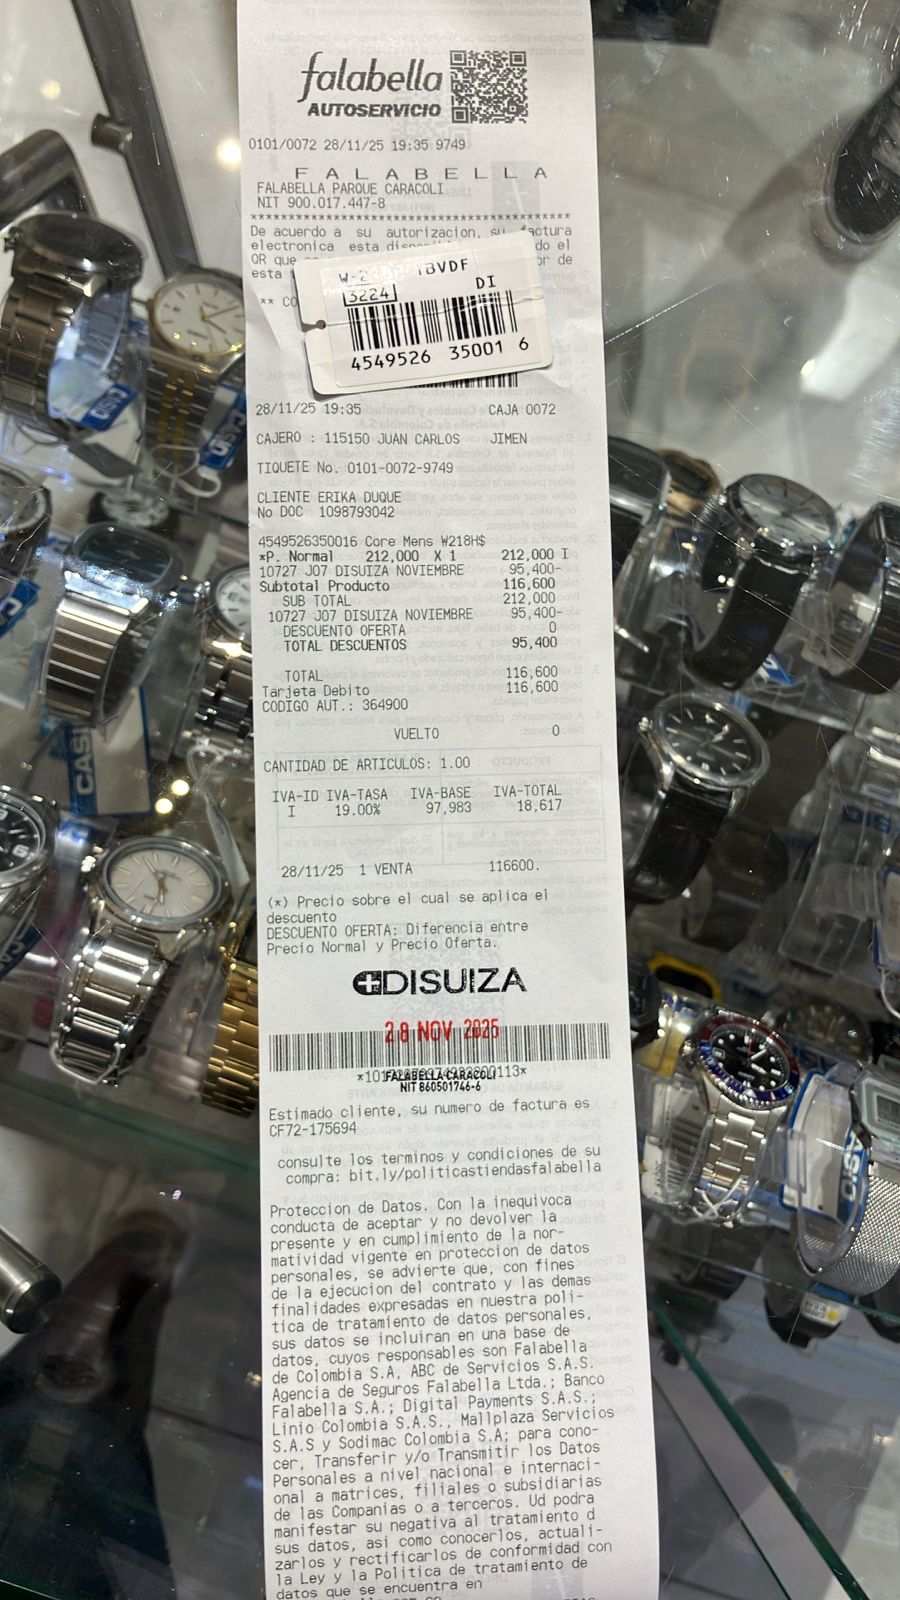 falabella
AUTOSERVICIO
0101/0072 28/11/25 19:35 9749
F A L A B E L L A
FALABELLA PARQUE CARACOLI
NIT 900.017.447-8
******************************************
De acuerdo a su autorizacion, su factura
electronica esta
QR que
esta
** CO
DI
3224
4549526 35001 6
28/11/25 19:35 CAJA 0072
CAJERO : 115150 JUAN CARLOS JIMEN
TIQUETE No. 0101-0072-9749
CLIENTE ERIKA DUQUE
No DOC 1098793042
4549526350016 Core Mens W218H$
*P. Normal 212,000 X 1 212,000 I
10727 J07 DISUIZA NOVIEMBRE 95,400-
Subtotal Producto 116,600
SUB TOTAL 212,000
10727 J07 DISUIZA NOVIEMBRE 95,400-
DESCUENTO OFERTA 0
TOTAL DESCUENTOS 95,400
TOTAL 116,600
Tarjeta Debito 116,600
CODIGO AUT.: 364900
VUELTO 0
CANTIDAD DE ARTICULOS: 1.00
IVA-ID IVA-TASA IVA-BASE IVA-TOTAL
I 19.00% 97,983 18,617
28/11/25 1 VENTA 116600.
(*) Precio sobre el cual se aplica el
descuento
DESCUENTO OFERTA: Diferencia entre
Precio Normal y Precio Oferta.
DISUIZA
28 NOV 2025
FALABELLA-CARACOLI
NIT 860501746-6
Estimado cliente, su numero de factura es
CF72-175694
consulte los terminos y condiciones de su
compra: bit.ly/politicastiendasfalabella
Proteccion de Datos. Con la inequivoca
conducta de aceptar y no devolver la
presente y en cumplimiento de la nor-
matividad vigente en proteccion de datos
personales, se advierte que, con fines
de la ejecucion del contrato y las demas
finalidades expresadas en nuestra poli-
tica de tratamiento de datos personales,
sus datos se incluiran en una base de
datos, cuyos responsables son Falabella
de Colombia S.A, ABC de Servicios S.A.S.
Agencia de Seguros Falabella Ltda.; Banco
Falabella S.A.; Digital Payments S.A.S.;
Linio Colombia S.A.S., Mallplaza Servicios
S.A.S y Sodimac Colombia S.A; para cono-
cer, Transferir y/o Transmitir los Datos
Personales a nivel nacional e internaci-
onal a matrices, filiales o subsidiarias
de las Companias o a terceros. Ud podra
manifestar su negativa al tratamiento d
sus datos, asi como conocerlos, actuali-
zarlos y rectificarlos de conformidad con
la Ley y la Politica de tratamiento de
datos que se encuentra en
CASIO
CASIO
CASIO